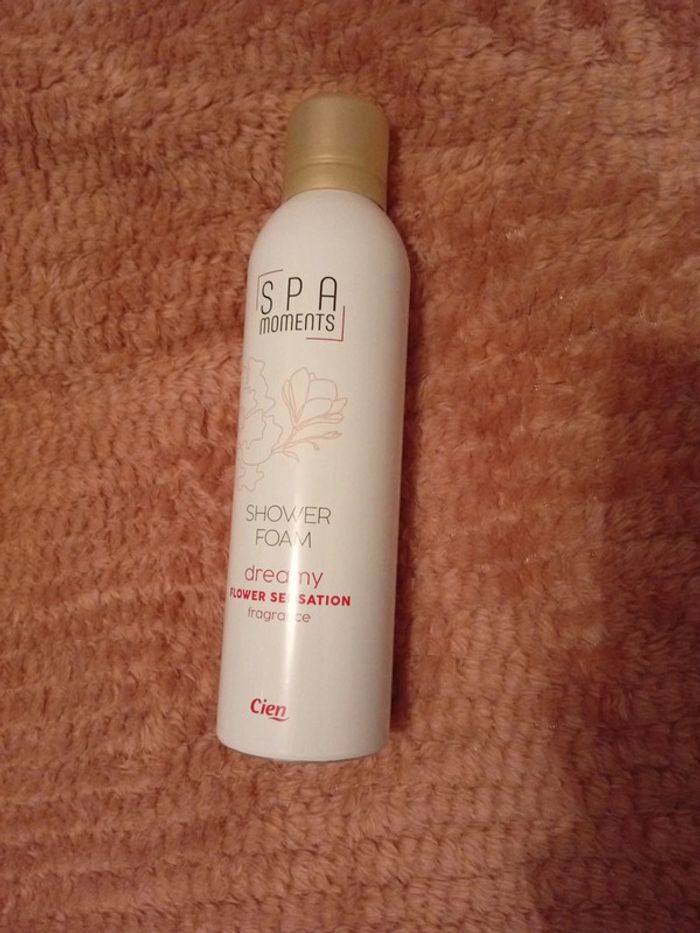 SPA
MOMENTS
SHOWER
FOAM
dreamy
FLOWER SENSATION
fragrance
Cien